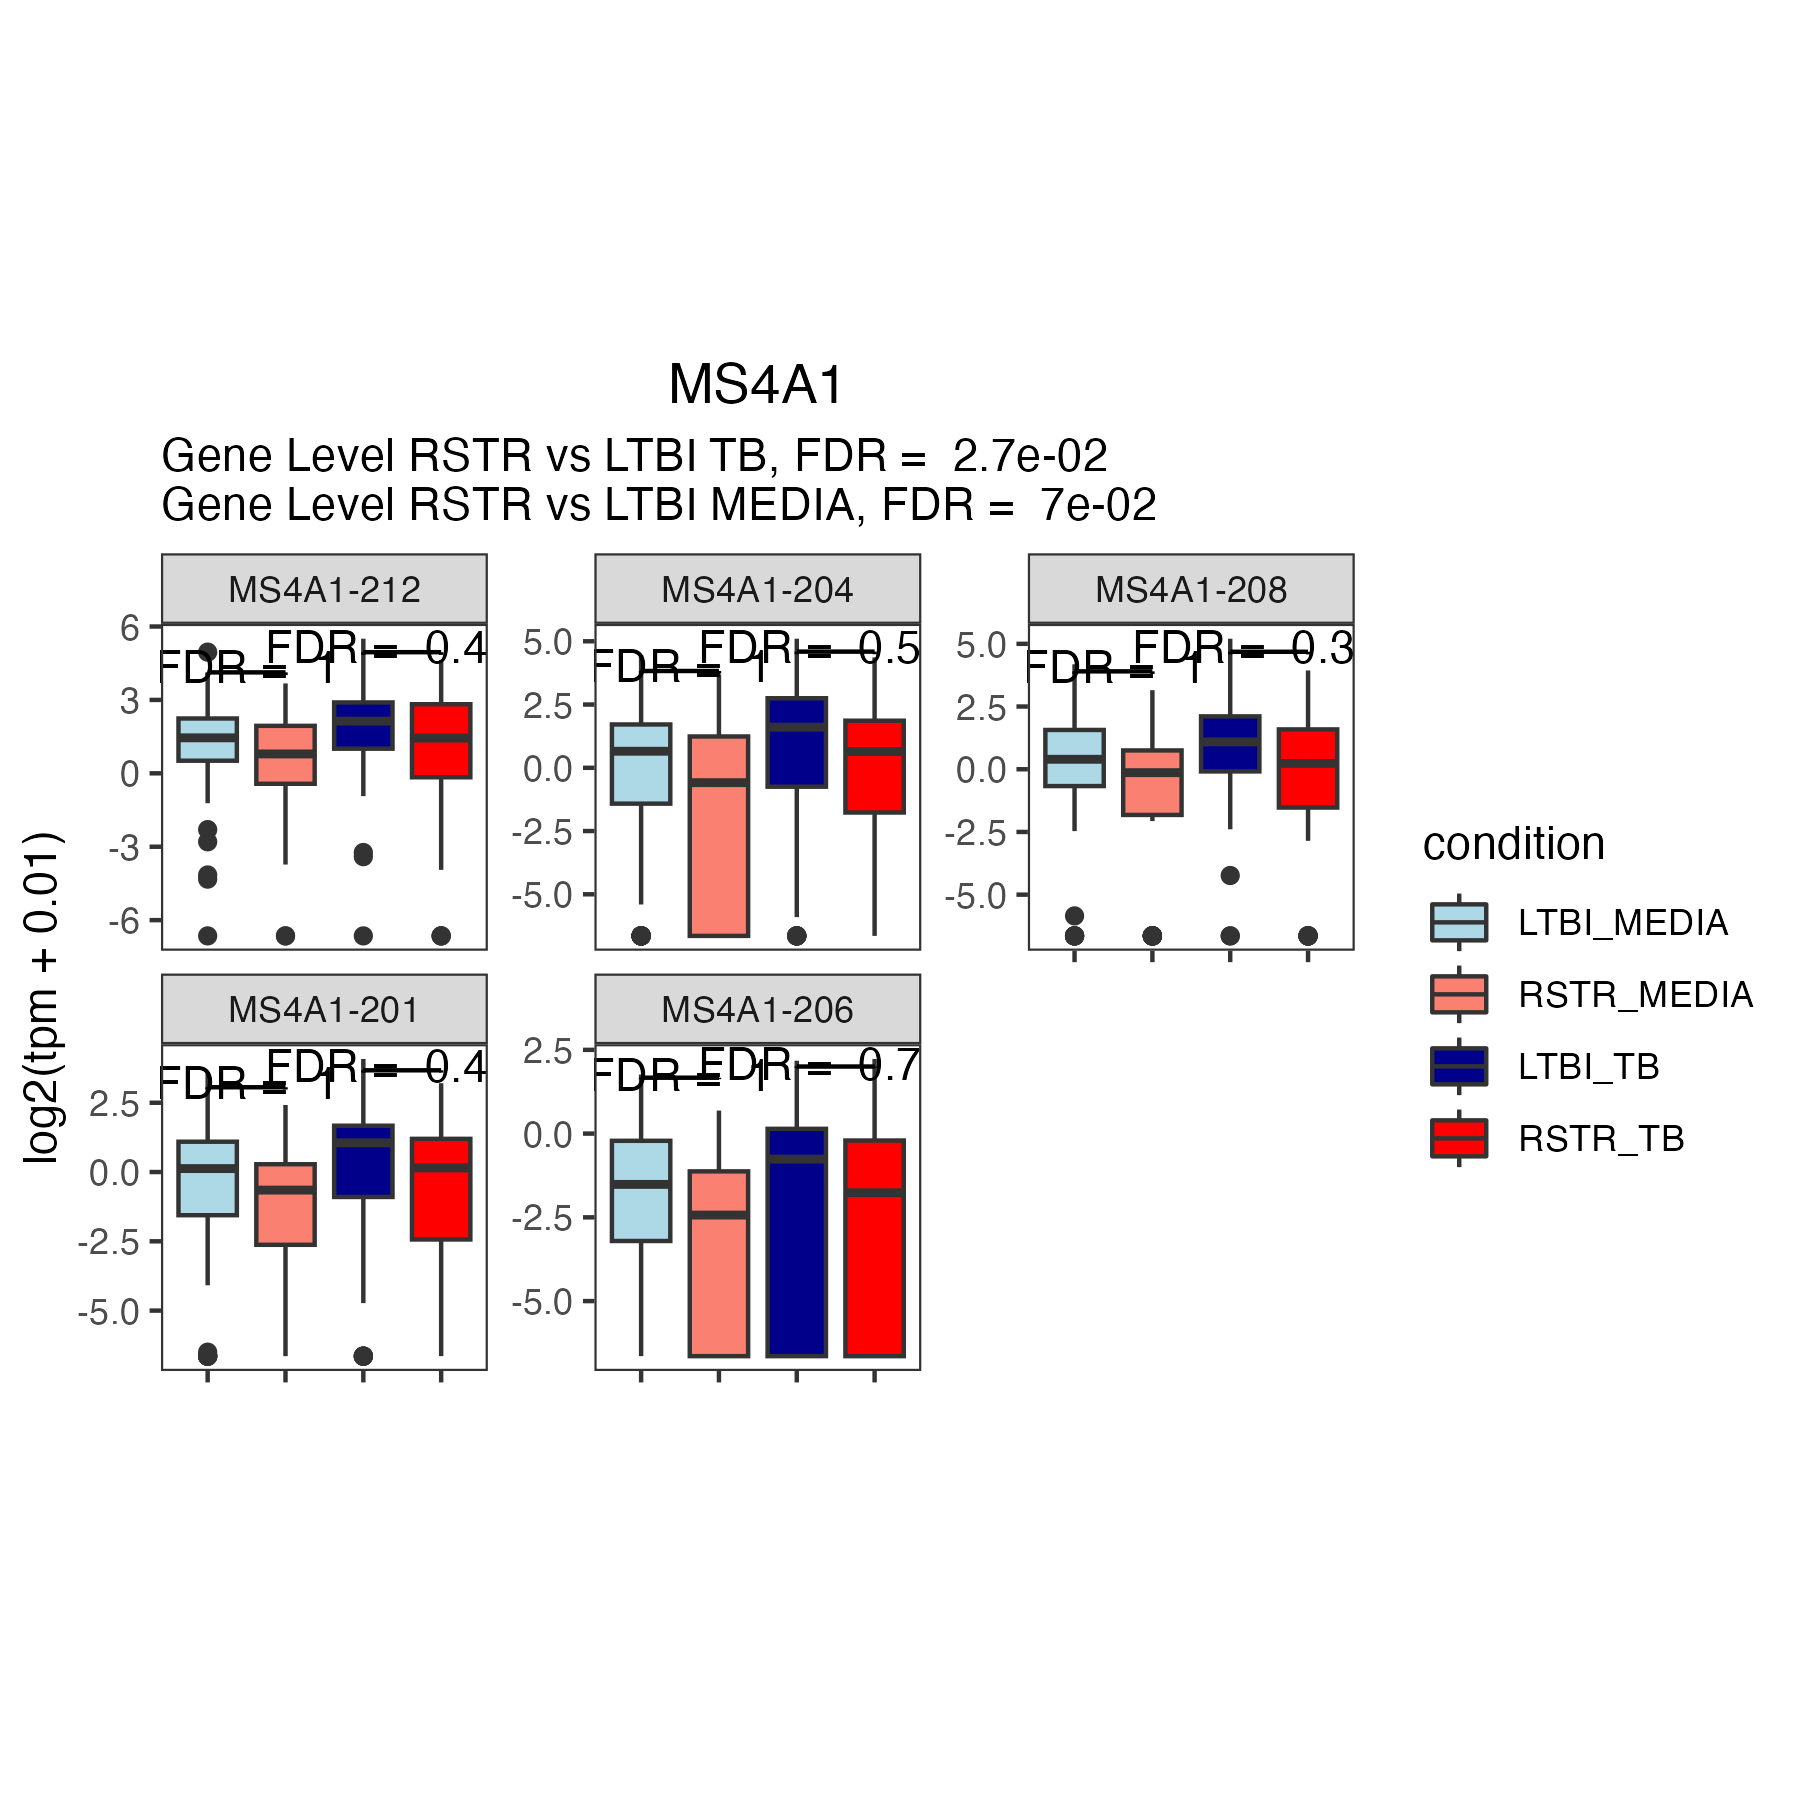 MS4A1
Gene Level RSTR vs LTBI TB, FDR =  2.7e-02
Gene Level RSTR vs LTBI MEDIA, FDR =  7e-02
MS4A1-212
MS4A1-204
MS4A1-208
FDR = 1
FDR = 0.4
6
3
0
-3
-6
FDR = 1
FDR = 0.5
5.0
2.5
0.0
-2.5
-5.0
FDR = 1
FDR = 0.3
5.0
2.5
0.0
-2.5
-5.0
MS4A1-201
MS4A1-206
FDR = 1
FDR = 0.4
2.5
0.0
-2.5
-5.0
FDR = 1
FDR = 0.7
2.5
0.0
-2.5
-5.0
log2(tpm + 0.01)
condition
LTBI_MEDIA
RSTR_MEDIA
LTBI_TB
RSTR_TB